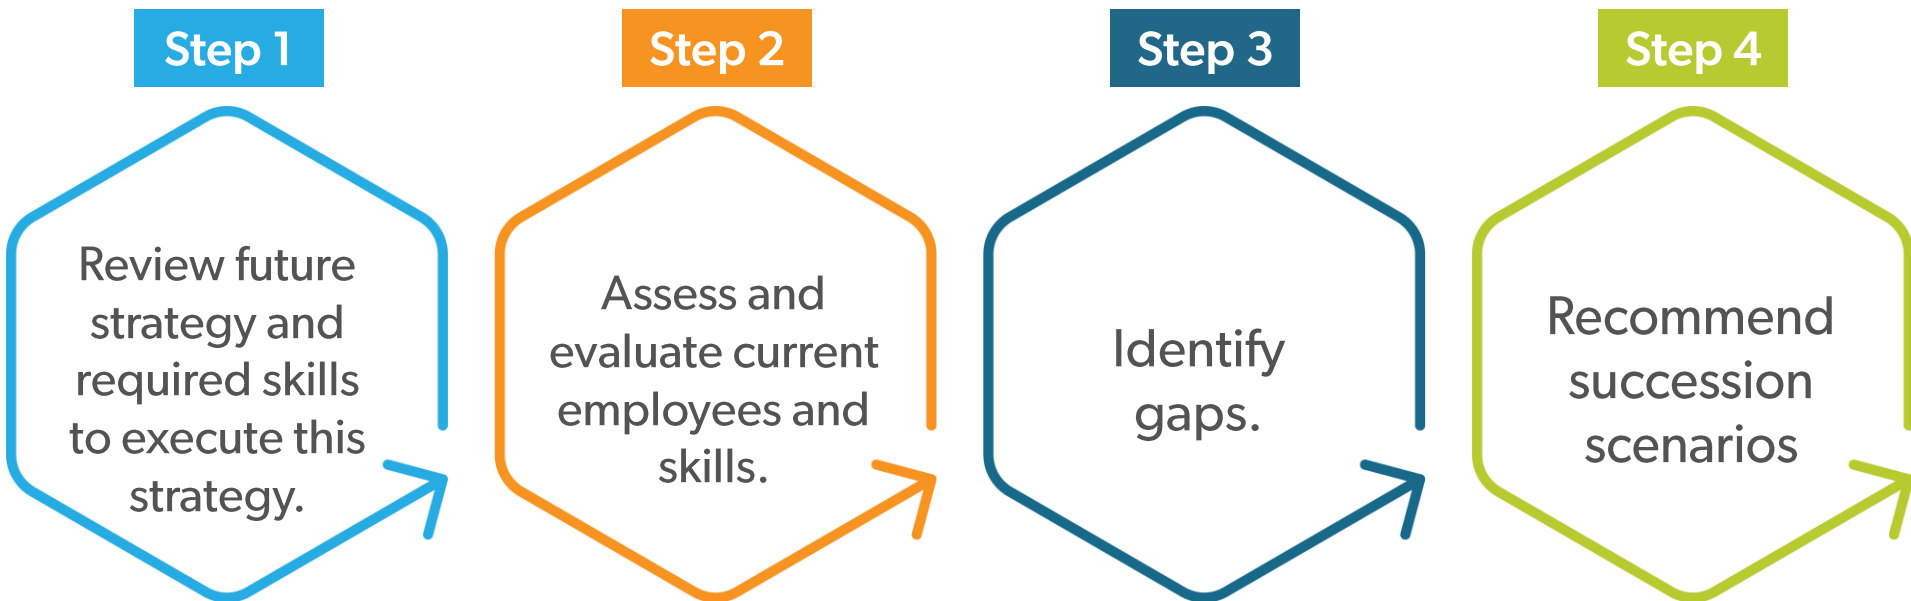 Step 1
Review future
strategy and
required skills
to execute this
strategy.
Step 2
Assess and
evaluate current
employees and
skills.
Step 3
Identify
gaps.
Step 4
Recommend
succession
scenarios